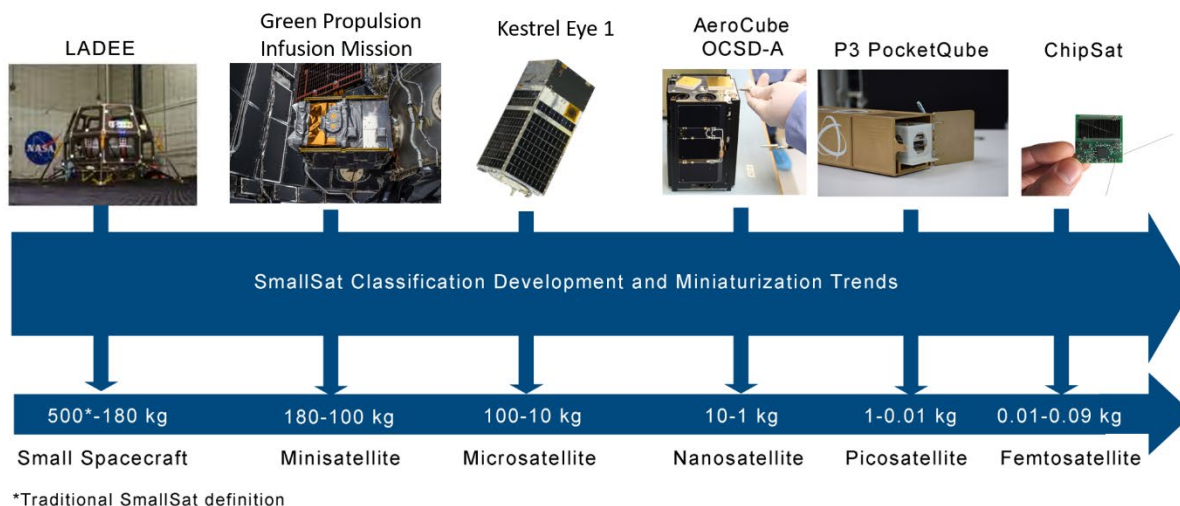 LADEE
Green Propulsion
Infusion Mission
Kestrel Eye 1
AeroCube
OCSD-A
P3 PocketQube
ChipSat
NASA
SmallSat Classification Development and Miniaturization Trends
500*-180 kg
180-100 kg
100-10 kg
10-1 kg
1-0.01 kg
0.01-0.09 kg
Small Spacecraft
Minisatellite
Microsatellite
Nanosatellite
Picosatellite
Femtosatellite
*Traditional SmallSat definition